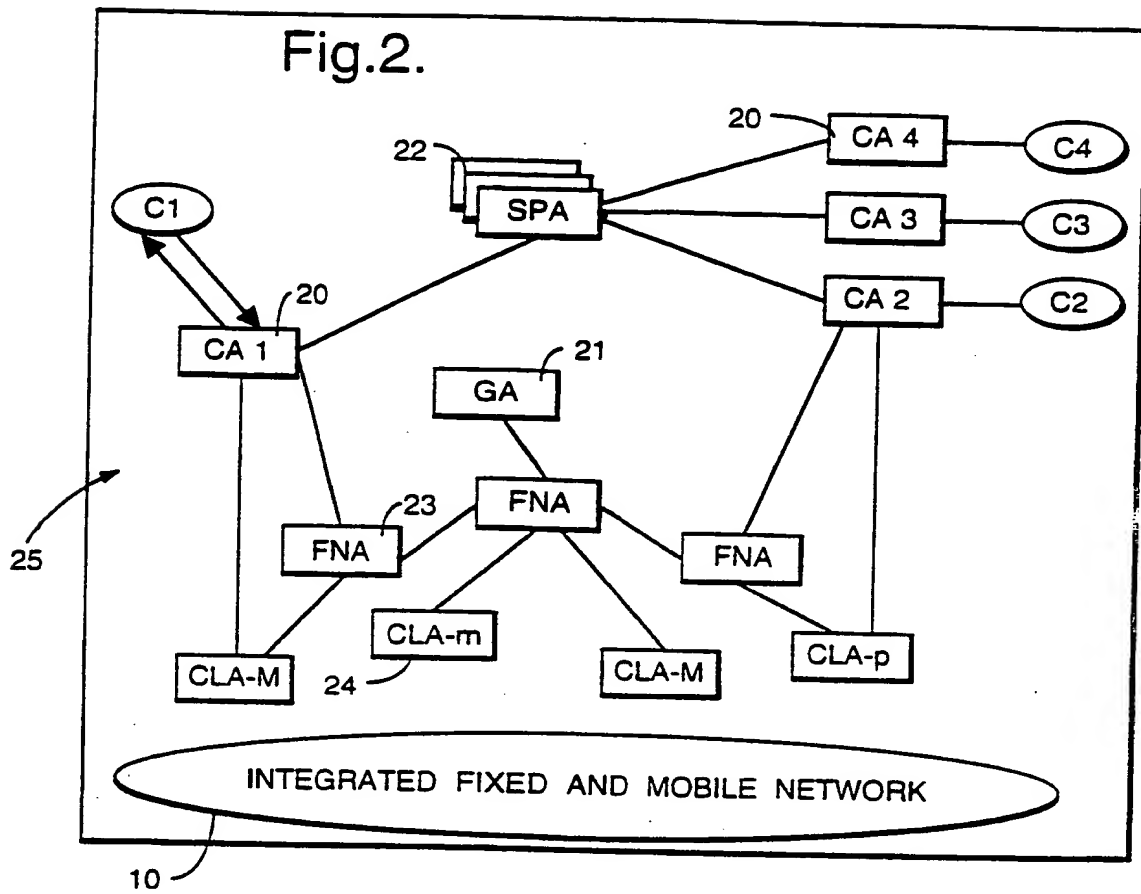 Fig.2.
20
CA 4
C4
22
SPA
C1
CA 3
C3
20
CA 2
C2
CA 1
21
GA
23
FNA
FNA
FNA
25
CLA-m
CLA-p
CLA-M
24
CLA-M
INTEGRATED FIXED AND MOBILE NETWORK
10